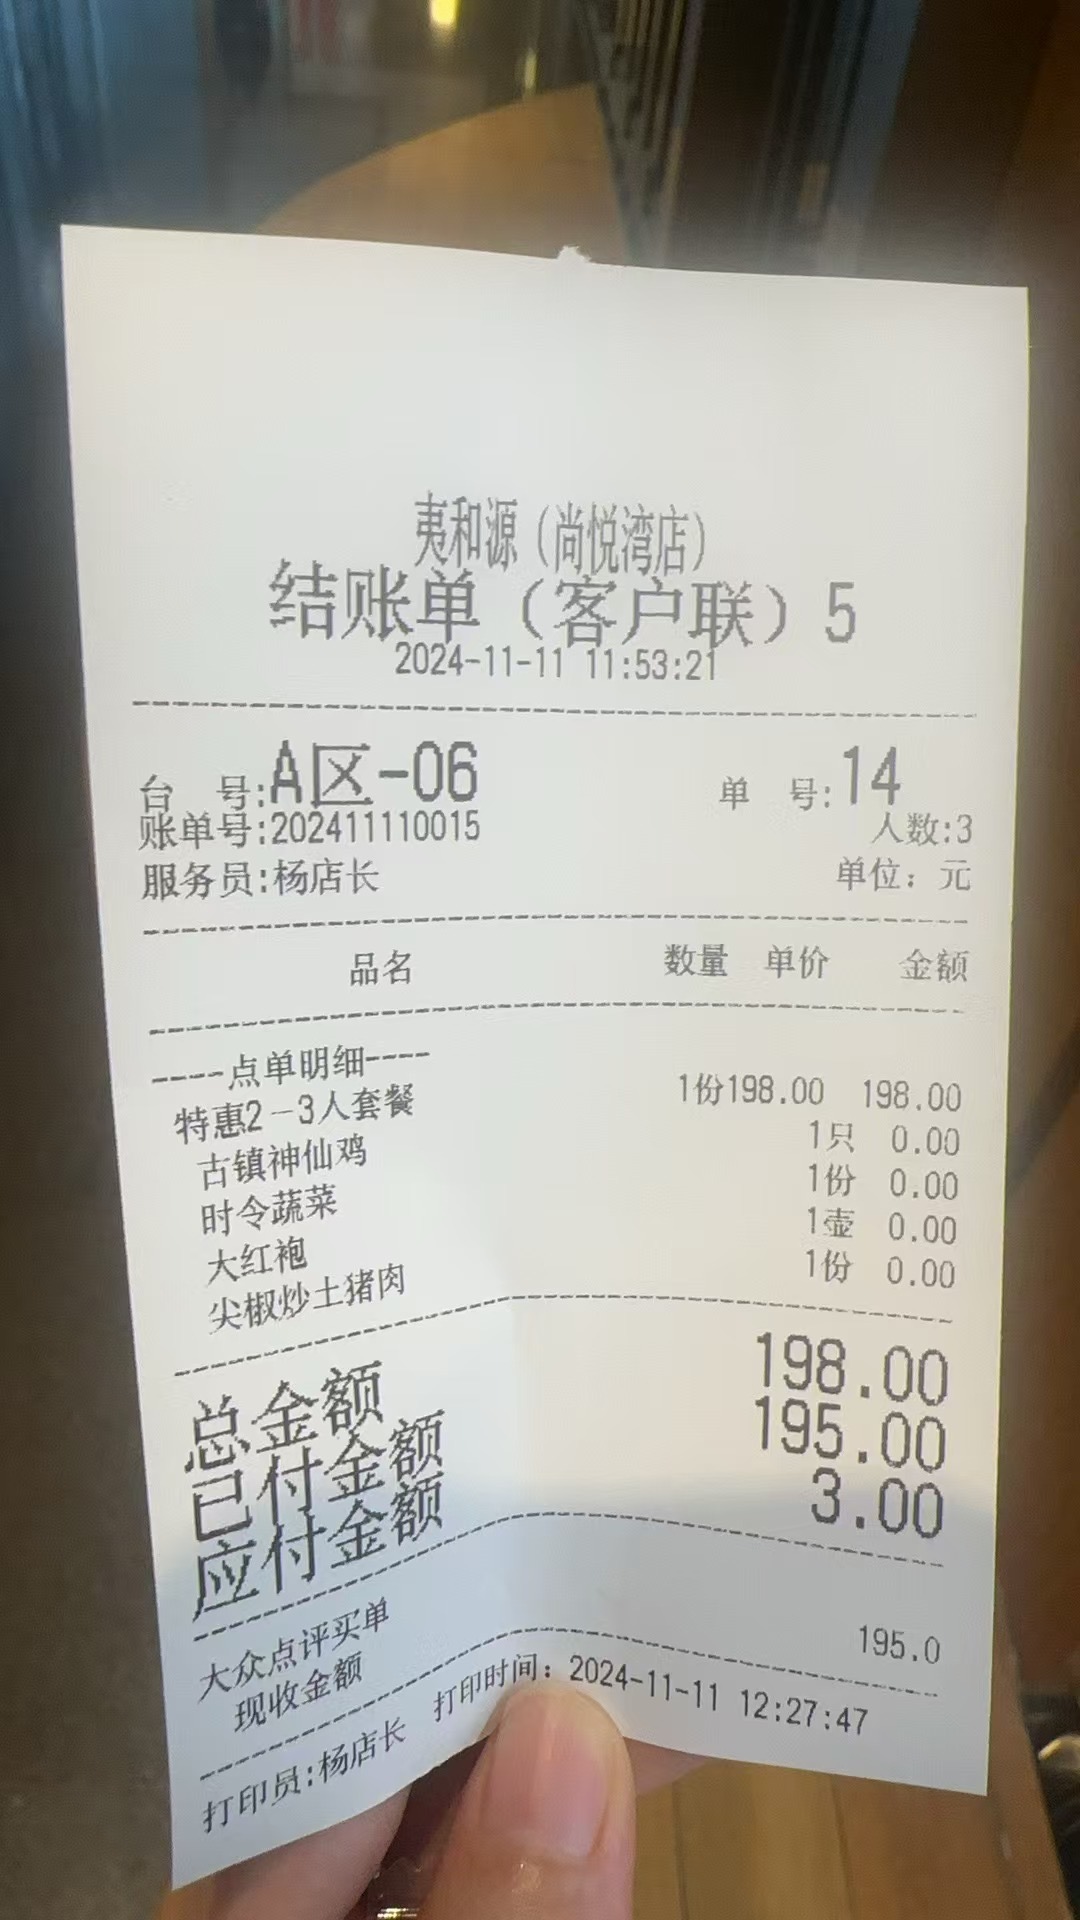 夷和源（尚悦湾店）
结账单（客户联）5
2024-11-11 11:53:21
台 号:A区-06 单 号:14
账单号:202411110015 人数:3
服务员:杨店长 单位：元
品名 数量 单价 金额
----点单明细----
特惠2-3人套餐 1份198.00 198.00
古镇神仙鸡 1只 0.00
时令蔬菜 1份 0.00
大红袍 1壶 0.00
尖椒炒土猪肉 1份 0.00
总金额 198.00
已付金额 195.00
应付金额 3.00
大众点评买单 195.0
现收金额
打印员:杨店长 打印时间：2024-11-11 12:27:47